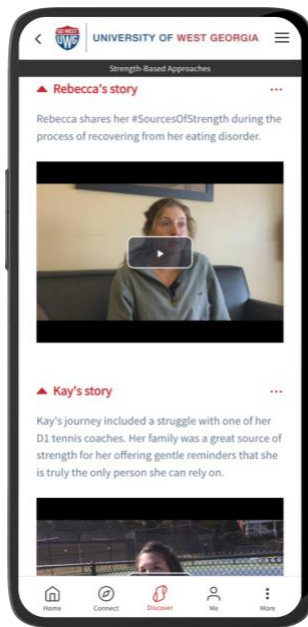 GO WEST
UWG
UNIVERSITY OF WEST GEORGIA
Strength-Based Approaches
Rebecca's story
Rebecca shares her #SourcesOfStrength during the
process of recovering from her eating disorder.
Kay's story
Kay's journey included a struggle with one of her
D1 tennis coaches. Her family was a great source of
strength for her offering gentle reminders that she
is truly the only person she can rely on.
Home Connect Discover Me More